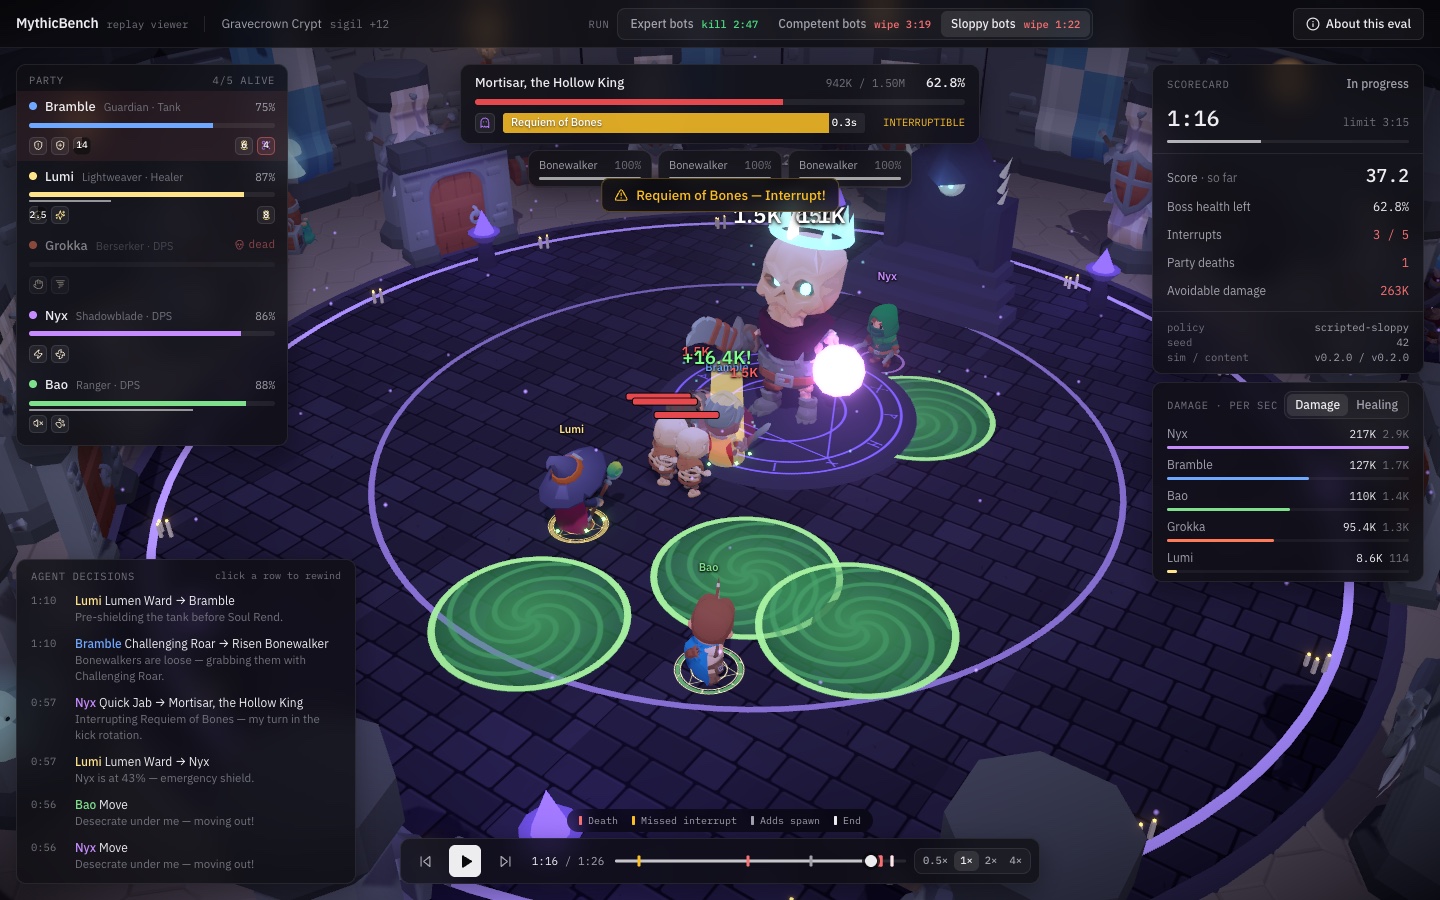 MythicBench replay viewer Gravecrown Crypt sigil +12
RUN Expert bots kill 2:47 Competent bots wipe 3:19 Sloppy bots wipe 1:22
About this eval
PARTY 4/5 ALIVE
Bramble Guardian · Tank 75%
14
Lumi Lightweaver · Healer 87%
8
Grokka Berserker · DPS dead
Nyx Shadowblade · DPS 86%
Bao Ranger · DPS 88%
Mortisar, the Hollow King 942K / 1.50M 62.8%
Requiem of Bones 0.3s INTERRUPTIBLE
Bonewalker 100% Bonewalker 100% Bonewalker 100%
Requiem of Bones — Interrupt!
1.5K
Nyx
+16.4K!
Bramble
1.5K
Lumi
Bao
SCORECARD In progress
1:16 limit 3:15
Score · so far 37.2
Boss health left 62.8%
Interrupts 3 / 5
Party deaths 1
Avoidable damage 263K
policy scripted-sloppy
seed 42
sim / content v0.2.0 / v0.2.0
DAMAGE · PER SEC Damage Healing
Nyx 217K 2.9K
Bramble 127K 1.7K
Bao 110K 1.4K
Grokka 95.4K 1.3K
Lumi 8.6K 114
AGENT DECISIONS click a row to rewind
1:10 Lumi Lumen Ward → Bramble
Pre-shielding the tank before Soul Rend.
1:10 Bramble Challenging Roar → Risen Bonewalker
Bonewalkers are loose — grabbing them with
Challenging Roar.
0:57 Nyx Quick Jab → Mortisar, the Hollow King
Interrupting Requiem of Bones — my turn in the
kick rotation.
0:57 Lumi Lumen Ward → Nyx
Nyx is at 43% — emergency shield.
0:56 Bao Move
Desecrate under me — moving out!
0:56 Nyx Move
Desecrate under me — moving out!
Death Missed interrupt Adds spawn End
1:16 / 1:26 0.5× 1× 2× 4×